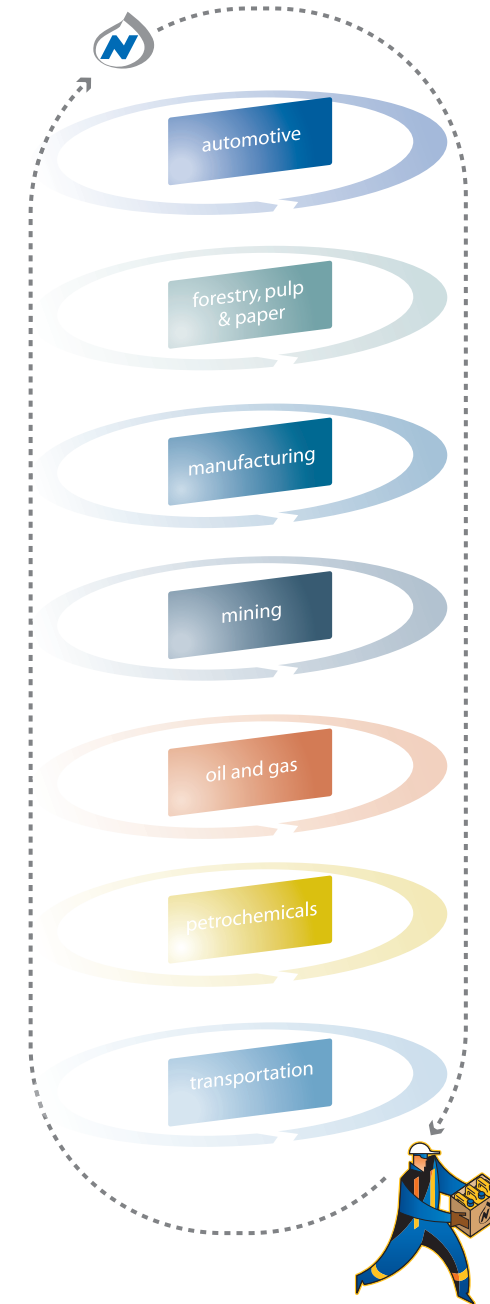 N
automotive
forestry, pulp
& paper
manufacturing
mining
oil and gas
petrochemicals
transportation